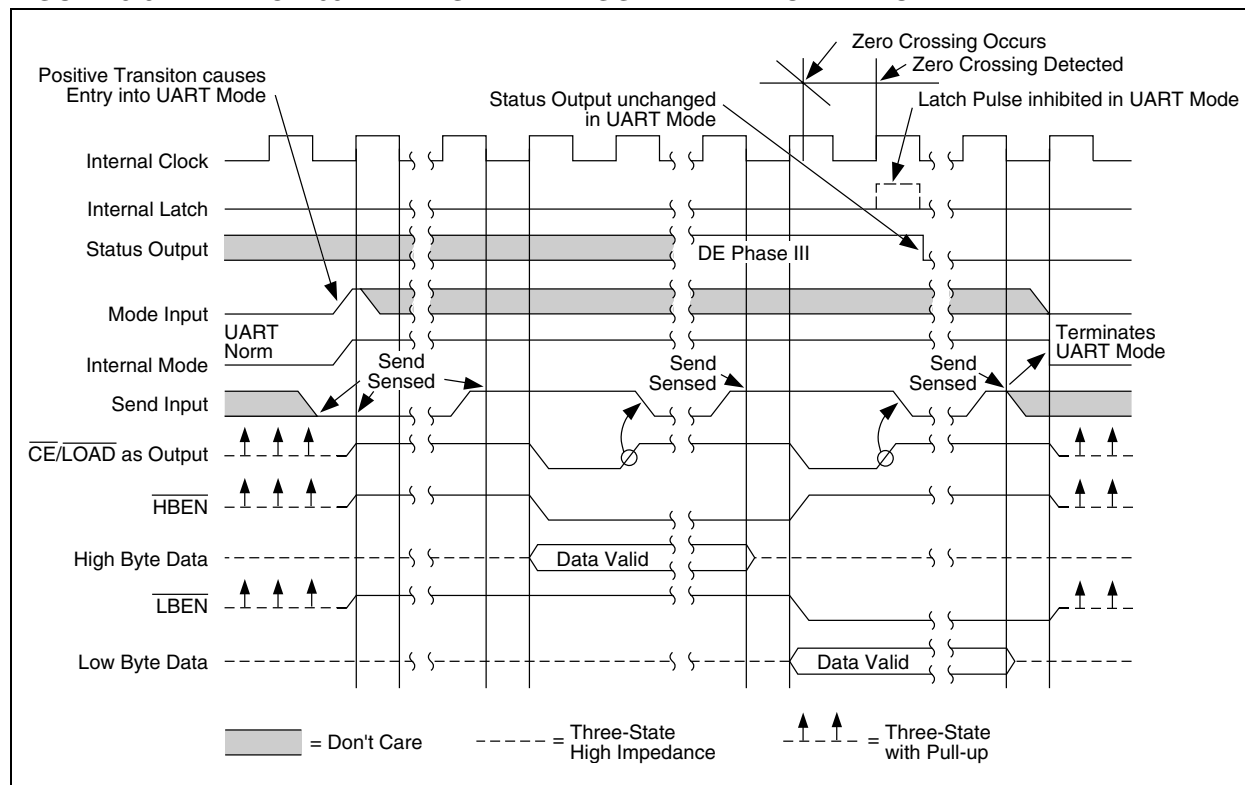 Zero Crossing Occurs
Zero Crossing Detected
Positive Transiton causes
Entry into UART Mode
Status Output unchanged
in UART Mode
Latch Pulse inhibited in UART Mode
Internal Clock
Internal Latch
Status Output
DE Phase III
Mode Input
UART
Norm
Terminates
UART Mode
Internal Mode
Send
Sensed
Send
Sensed
Send
Sensed
Send Input
CE/LOAD as Output
HBEN
High Byte Data
Data Valid
LBEN
Low Byte Data
Data Valid
= Don't Care
= Three-State
High Impedance
= Three-State
with Pull-up